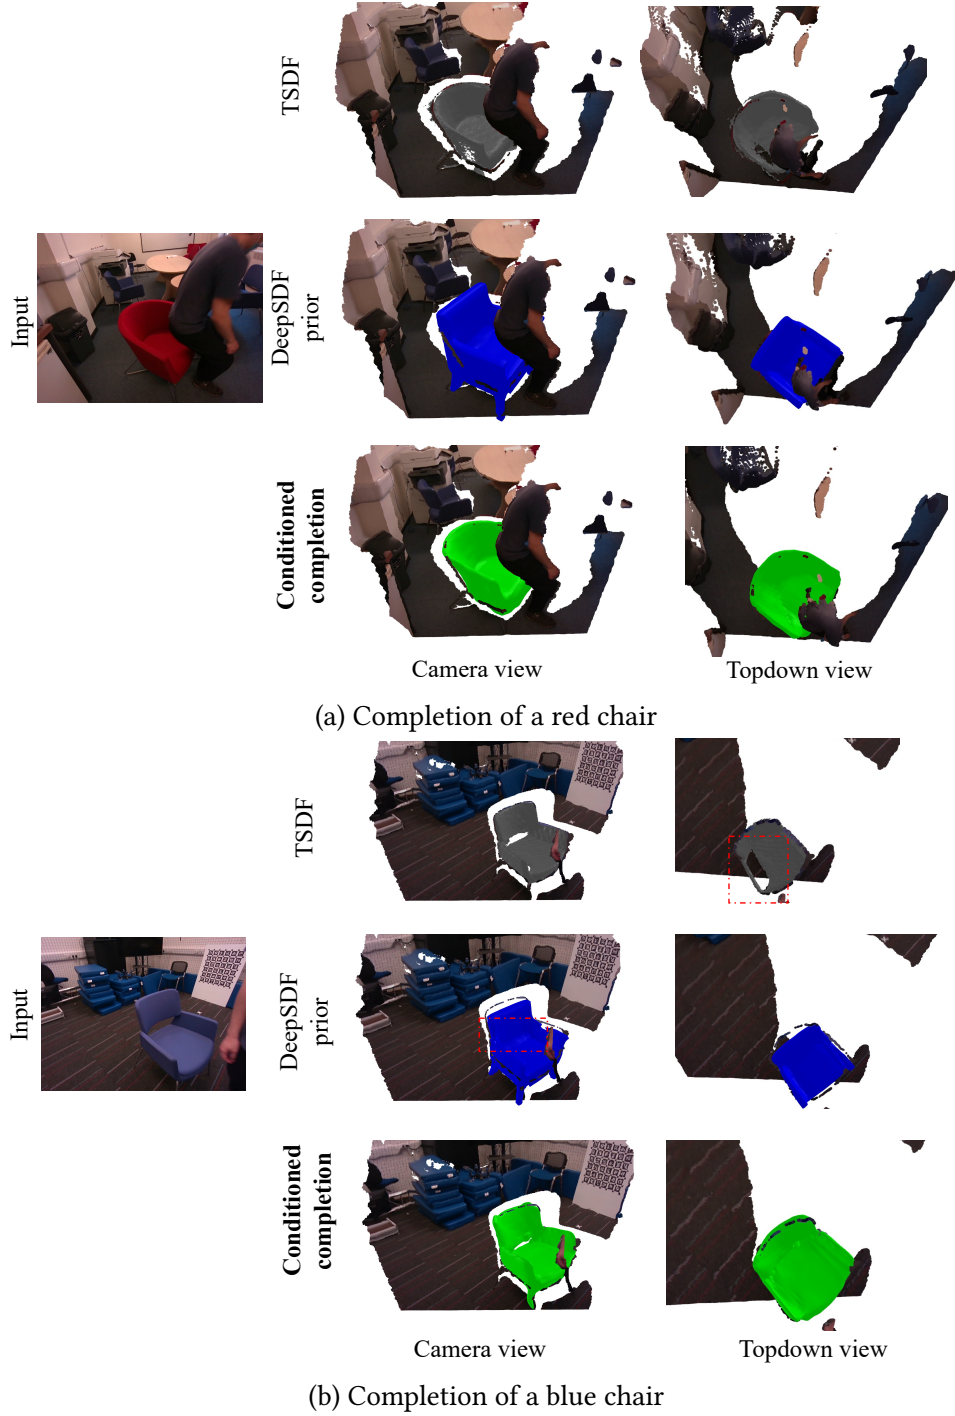 TSDF
Input
DeepSDF
prior
Conditioned
completion
Camera view
Topdown view
(a) Completion of a red chair
TSDF
Input
DeepSDF
prior
Conditioned
completion
Camera view
Topdown view
(b) Completion of a blue chair